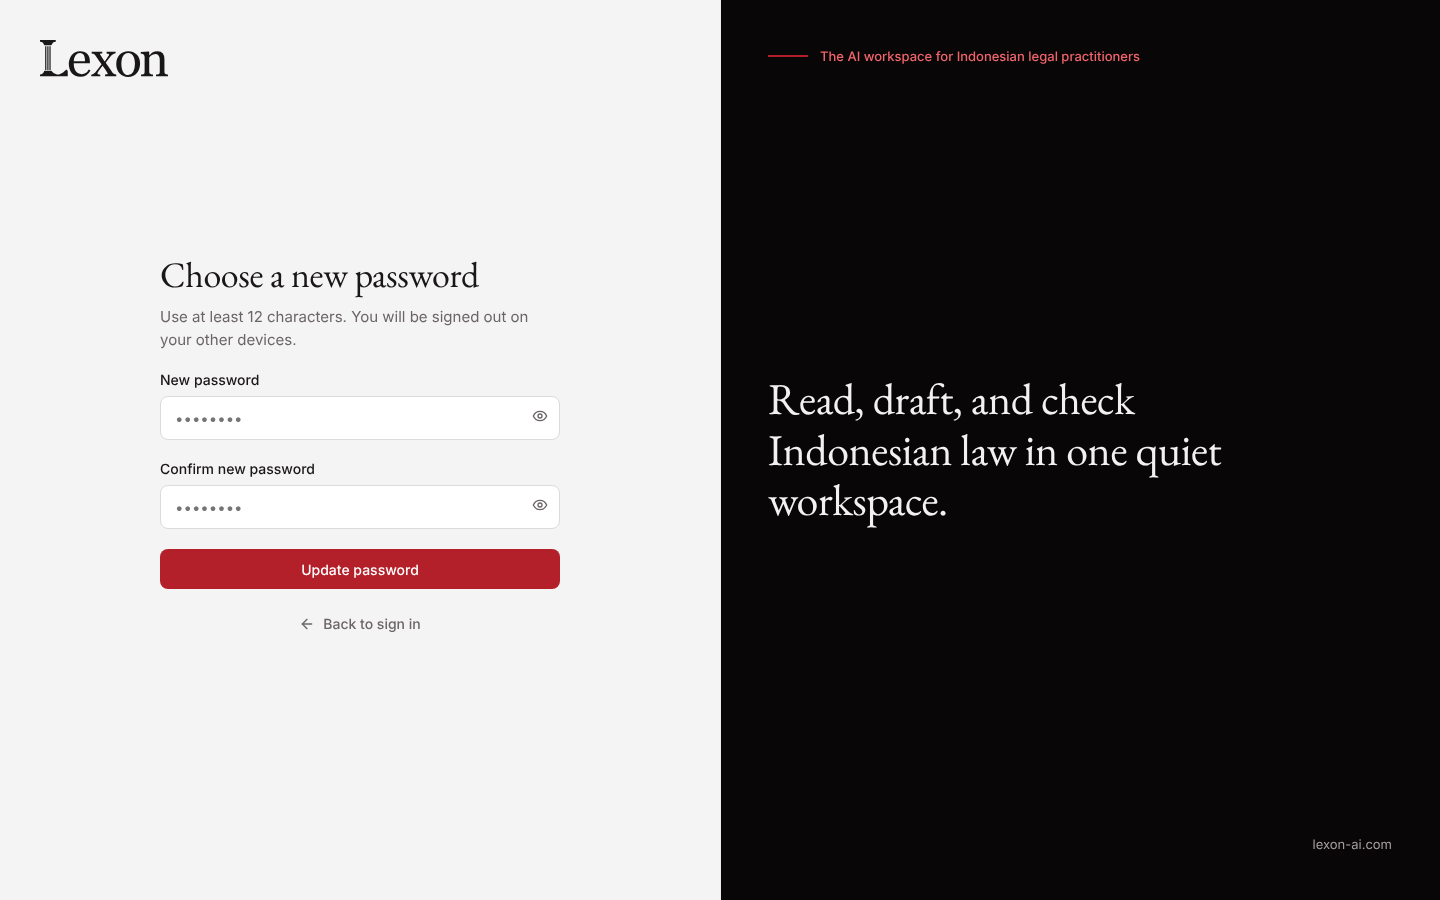 Lexon
Choose a new password
Use at least 12 characters. You will be signed out on
your other devices.
New password
••••••••
Confirm new password
••••••••
Update password
← Back to sign in
The AI workspace for Indonesian legal practitioners
Read, draft, and check
Indonesian law in one quiet
workspace.
lexon-ai.com